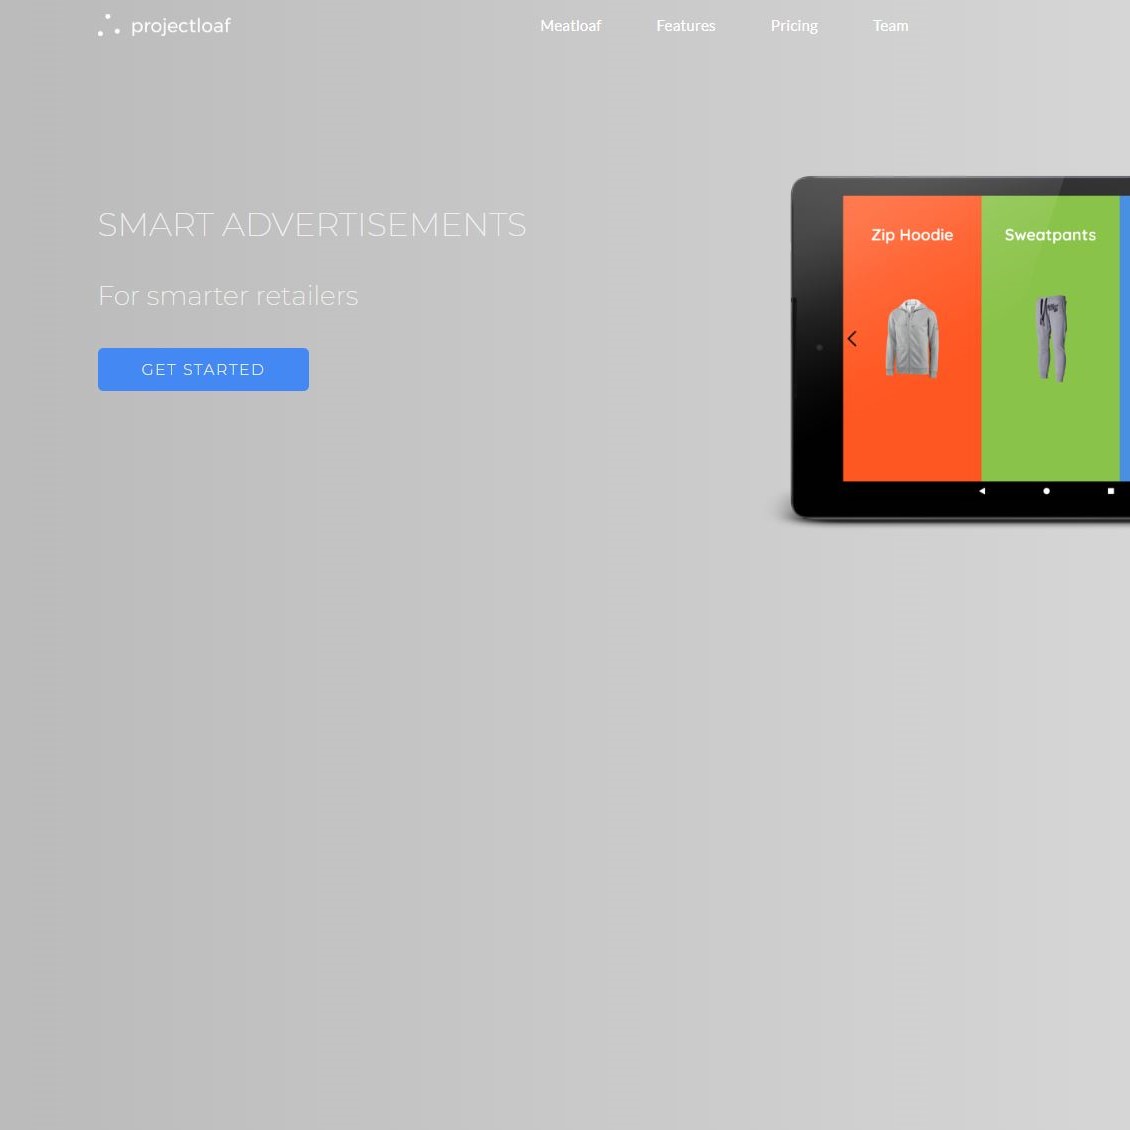 projectloaf
Meatloaf
Features
Pricing
Team
SMART ADVERTISEMENTS
For smarter retailers
GET STARTED
Zip Hoodie
Sweatpants